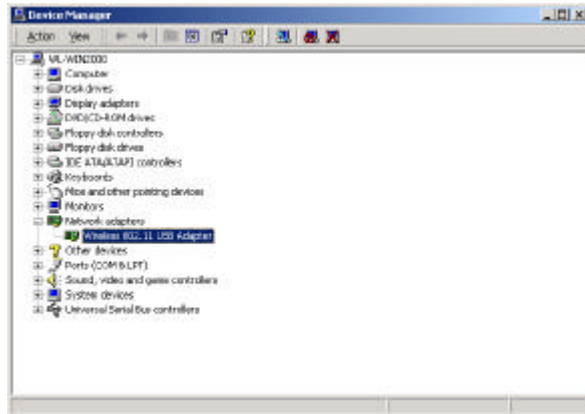 Device Manager
Action View
WL-WIN2000
Computer
Disk drives
Display adapters
DVD/CD-ROM drives
Floppy disk controllers
Floppy disk drives
IDE ATA/ATAPI controllers
Keyboards
Mice and other pointing devices
Monitors
Network adapters
Wireless 802.11 USB Adapter
Other devices
Ports (COM & LPT)
Sound, video and game controllers
System devices
Universal Serial Bus controllers